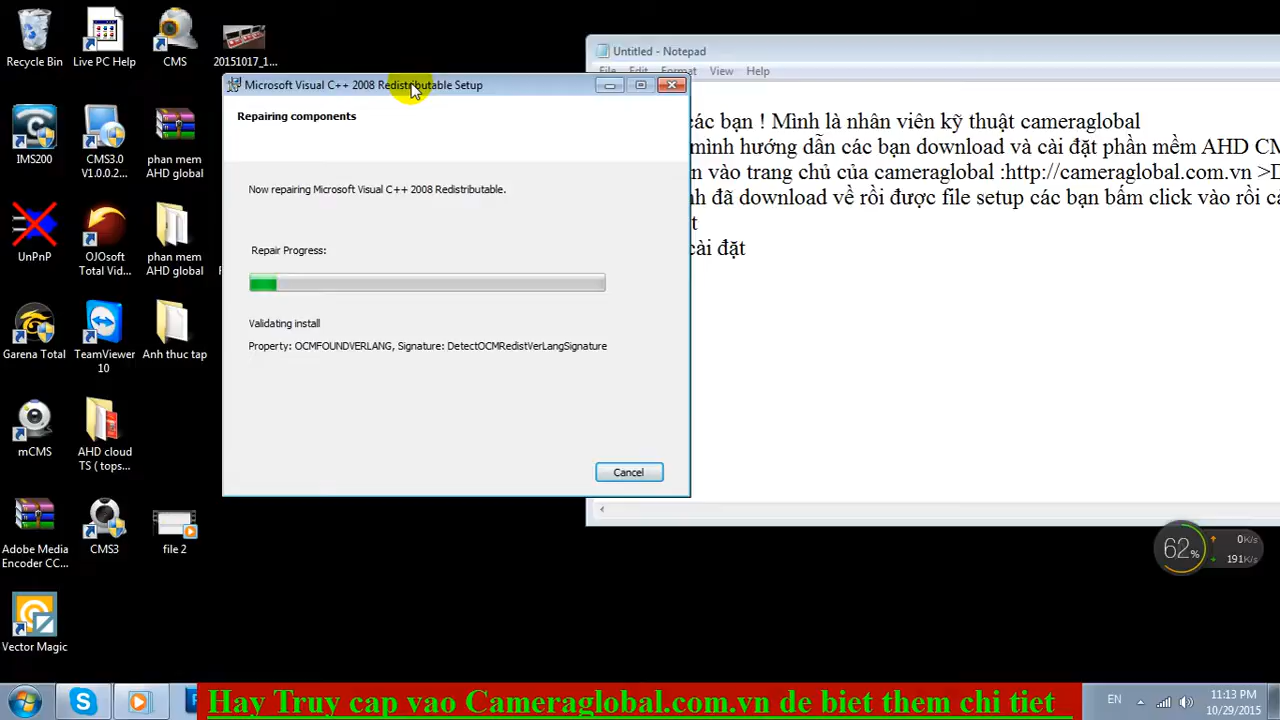 Recycle Bin
Live PC Help
CMS
20151017_1...
IMS200
CMS3.0
V1.0.0.2...
phan mem
AHD global
UnPnP
OJOsoft
Total Vid...
phan mem
AHD global
Garena Total
TeamViewer
10
Anh thuc tap
mCMS
AHD cloud
TS ( tops...
Adobe Media
Encoder CC...
CMS3
file 2
Vector Magic
Microsoft Visual C++ 2008 Redistributable Setup
Repairing components
Now repairing Microsoft Visual C++ 2008 Redistributable.
Repair Progress:
Validating install
Property: OCMFOUNDVERLANG, Signature: DetectOCMRedistVerLangSignature
Cancel
Untitled - Notepad
File Edit Format View Help
các bạn ! Mình là nhân viên kỹ thuật cameraglobal
mình hướng dẫn các bạn download và cài đặt phần mềm AHD CM
n vào trang chủ của cameraglobal :http://cameraglobal.com.vn >D
nh đã download về rồi được file setup các bạn bấm click vào rồi cà
t
cài đặt
62%
0K/s
191K/s
Hay Truy cap vao Cameraglobal.com.vn de biet them chi tiet
EN
11:13 PM
10/29/2015